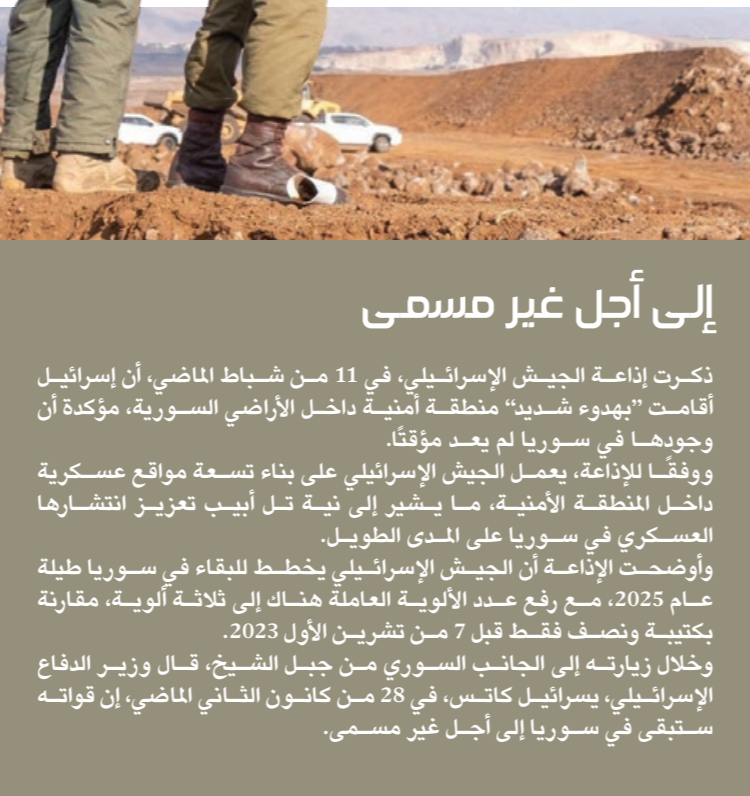 إلى أجل غير مسمى
ذكرت إذاعة الجيش الإسرائيلي، في 11 من شباط الماضي، أن إسرائيل
أقامت ”بهدوء شديد“ منطقة أمنية داخل الأراضي السورية، مؤكدة أن
وجودها في سوريا لم يعد مؤقتًا.
ووفقًا للإذاعة، يعمل الجيش الإسرائيلي على بناء تسعة مواقع عسكرية
داخل المنطقة الأمنية، ما يشير إلى نية تل أبيب تعزيز انتشارها
العسكري في سوريا على المدى الطويل.
وأوضحت الإذاعة أن الجيش الإسرائيلي يخطط للبقاء في سوريا طيلة
عام 2025، مع رفع عدد الألوية العاملة هناك إلى ثلاثة ألوية، مقارنة
بكتيبة ونصف فقط قبل 7 من تشرين الأول 2023.
وخلال زيارته إلى الجانب السوري من جبل الشيخ، قال وزير الدفاع
الإسرائيلي، يسرائيل كاتس، في 28 من كانون الثاني الماضي، إن قواته
ستبقى في سوريا إلى أجل غير مسمى.